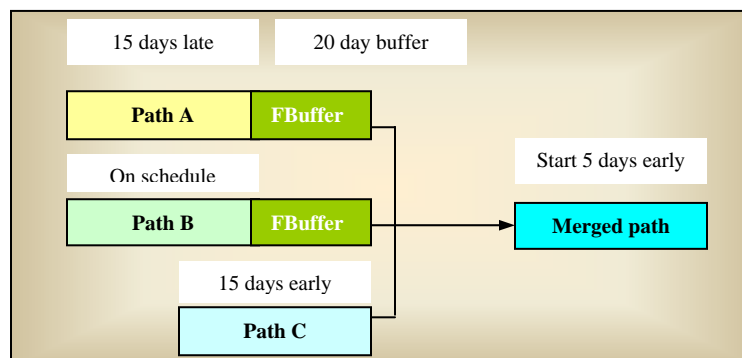 15 days late
20 day buffer
Path A
FBuffer
Start 5 days early
On schedule
Path B
FBuffer
Merged path
15 days early
Path C